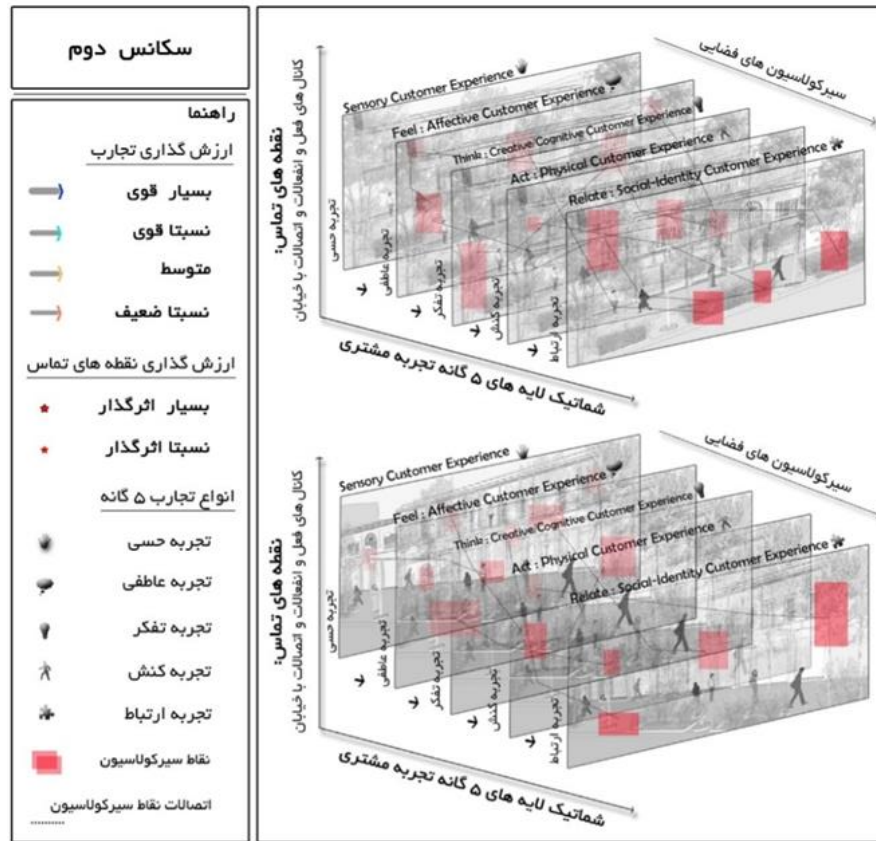 سکانس دوم
راهنما
ارزش گذاری تجارب
بسیار قوی
نسبتا قوی
متوسط
نسبتا ضعیف
ارزش گذاری نقطه های تماس
بسیار اثرگذار
نسبتا اثرگذار
انواع تجارب ۵ گانه
تجربه حسی
تجربه عاطفی
تجربه تفکر
تجربه کنش
تجربه ارتباط
نقاط سیرکولاسیون
اتصالات نقاط سیرکولاسیون
سیرکولاسیون های فضایی
Sensory Customer Experience
Feel : Affective Customer Experience
Think : Creative Cognitive Customer Experience
Act : Physical Customer Experience
Relate : Social-Identity Customer Experience
نقطه های تماس:
کانال های فعل و انفعالات و اتصالات با خیابان
تجربه حسی
تجربه عاطفی
تجربه تفکر
تجربه کنش
تجربه ارتباط
شماتیک لایه های ۵ گانه تجربه مشتری
سیرکولاسیون های فضایی
Sensory Customer Experience
Feel : Affective Customer Experience
Think : Creative Cognitive Customer Experience
Act : Physical Customer Experience
Relate : Social-Identity Customer Experience
نقطه های تماس:
کانال های فعل و انفعالات و اتصالات با خیابان
تجربه حسی
تجربه عاطفی
تجربه تفکر
تجربه کنش
تجربه ارتباط
شماتیک لایه های ۵ گانه تجربه مشتری